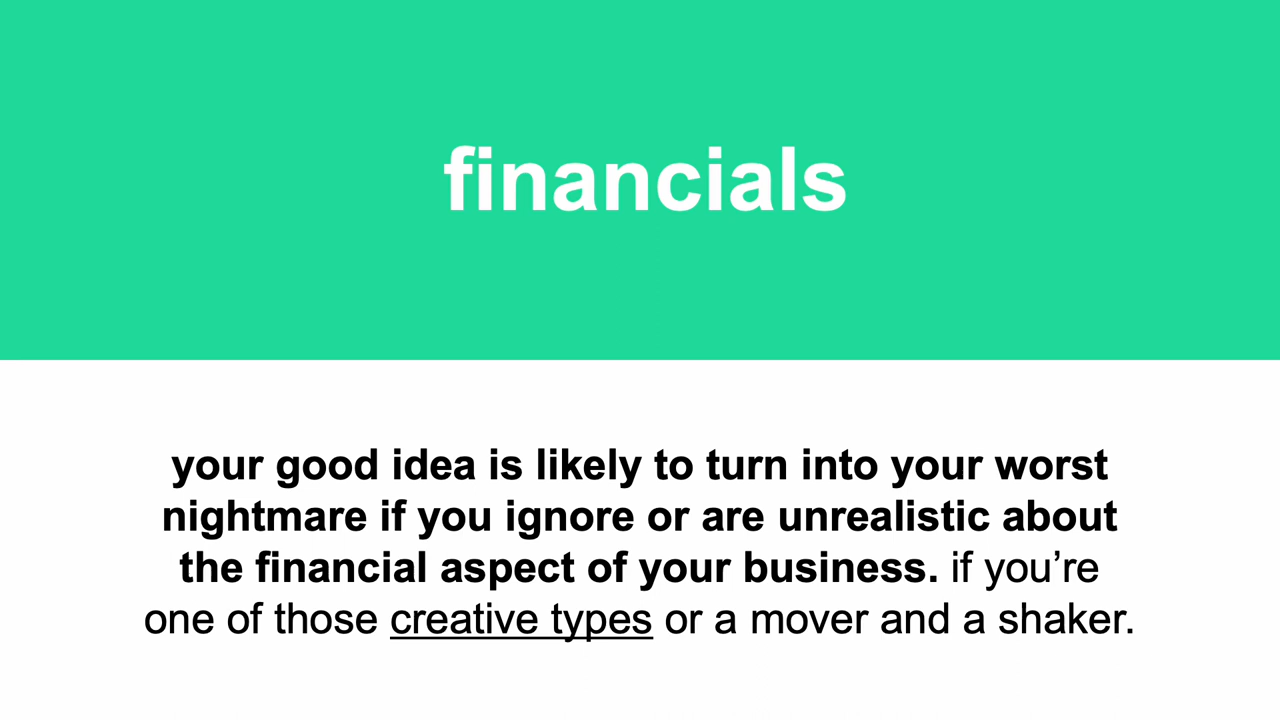 financials
your good idea is likely to turn into your worst
nightmare if you ignore or are unrealistic about
the financial aspect of your business. if you’re
one of those creative types or a mover and a shaker.